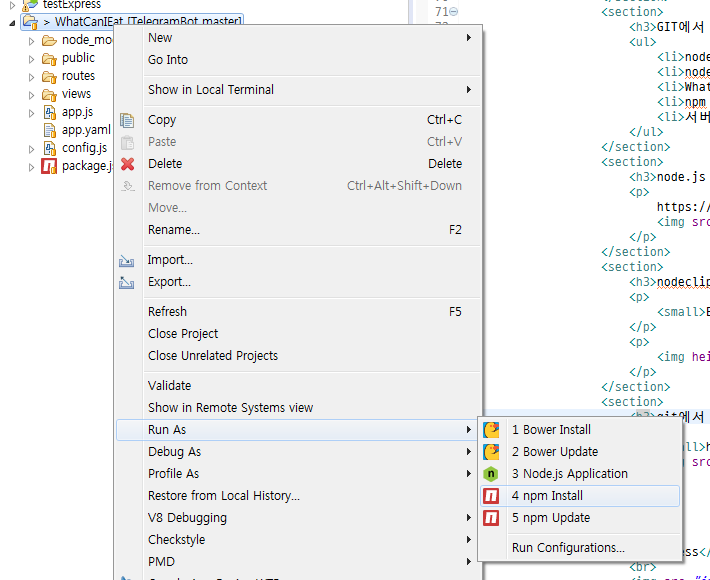 testExpress
> WhatCanIEat [TelegramBot master]
node_mo
public
routes
views
app.js
app.yaml
config.js
package.js
New
Go Into
Show in Local Terminal
Copy Ctrl+C
Paste Ctrl+V
Delete Delete
Remove from Context Ctrl+Alt+Shift+Down
Move...
Rename... F2
Import...
Export...
Refresh F5
Close Project
Close Unrelated Projects
Validate
Show in Remote Systems view
Run As
Debug As
Profile As
Restore from Local History...
V8 Debugging
Checkstyle
PMD
1 Bower Install
2 Bower Update
3 Node.js Application
4 npm Install
5 npm Update
Run Configurations...
71
<section>
<h3>GIT에서
<ul>
<li>node
<li>node
<li>What
<li>npm
<li>서버
</ul>
</section>
<section>
<h3>node.js
<p>
https://
<img src
</p>
</section>
<section>
<h3>nodeclip
<p>
<small>E
</p>
<p>
<img hei
</p>
</section>
<section>
<h3>git에서
all>h
g src
ess</
<br>